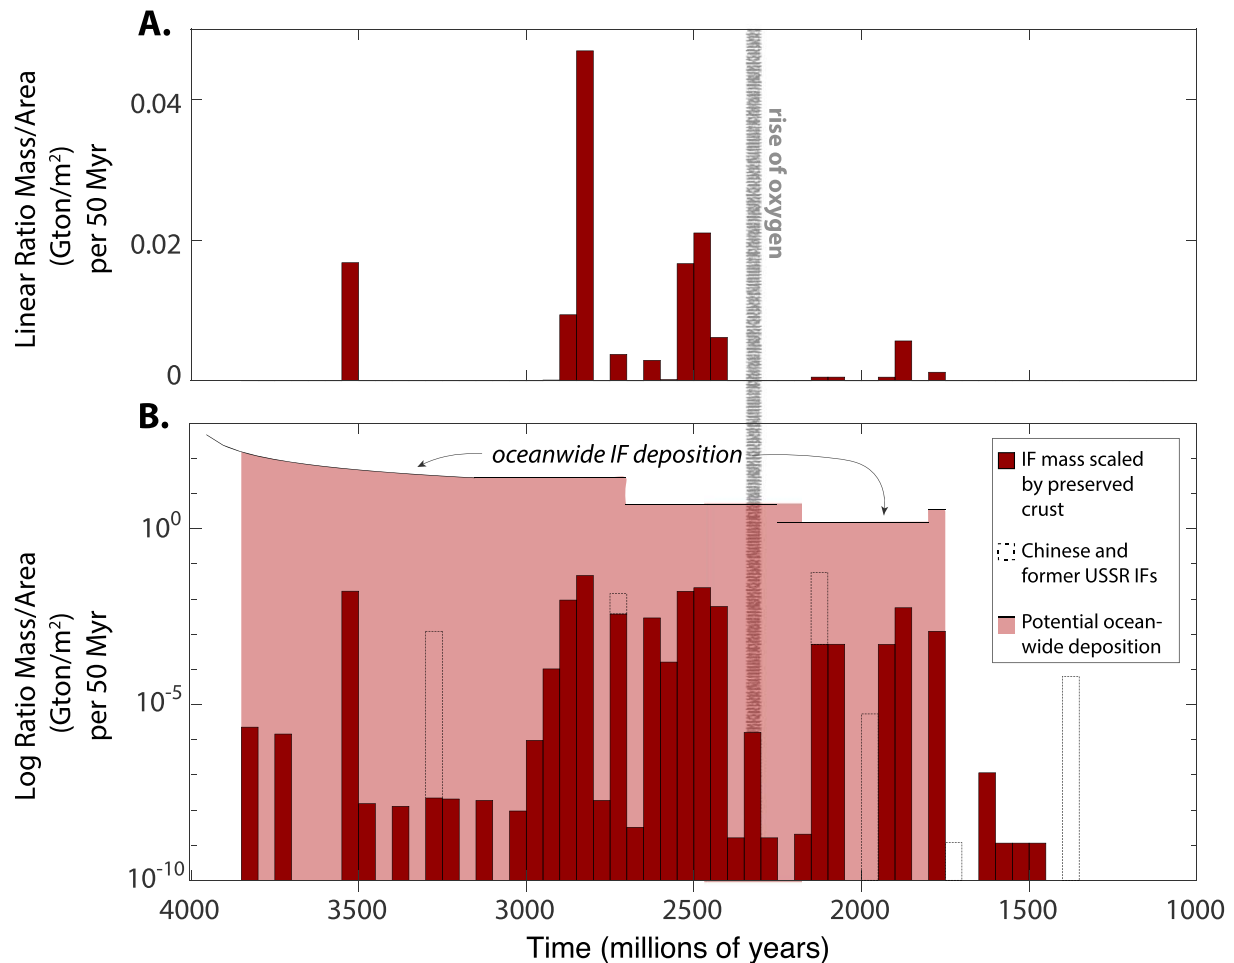 A.
Linear Ratio Mass/Area
(Gton/m²)
per 50 Myr
0.04
0.02
0
rise of oxygen
B.
Log Ratio Mass/Area
(Gton/m²)
per 50 Myr
10⁰
10⁻⁵
10⁻¹⁰
oceanwide IF deposition
IF mass scaled
by preserved
crust
Chinese and
former USSR IFs
Potential ocean-
wide deposition
4000 3500 3000 2500 2000 1500 1000
Time (millions of years)